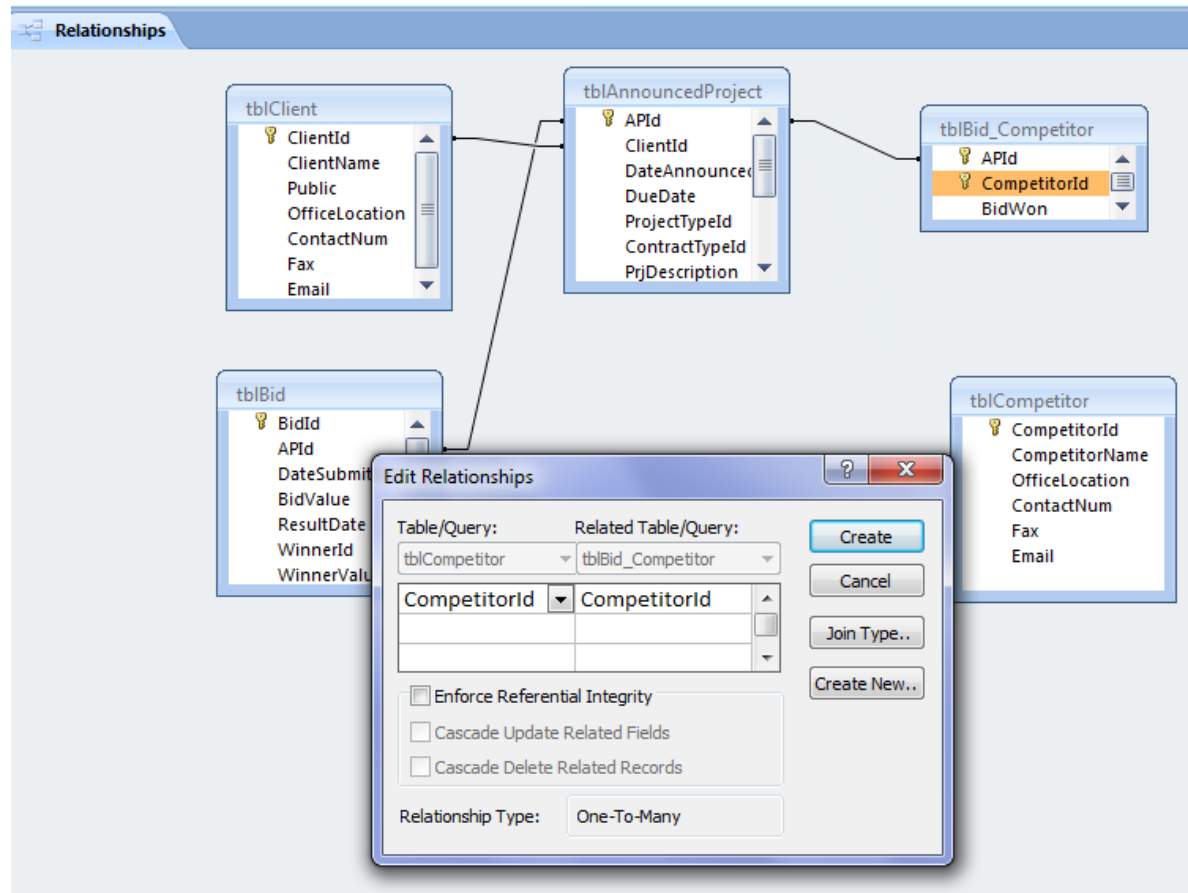 Relationships
tblClient
ClientId
ClientName
Public
OfficeLocation
ContactNum
Fax
Email
tblAnnouncedProject
APId
ClientId
DateAnnounced
DueDate
ProjectTypeId
ContractTypeId
PrjDescription
tblBid_Competitor
APId
CompetitorId
BidWon
tblBid
BidId
APId
DateSubmit
BidValue
ResultDate
WinnerId
WinnerValu
tblCompetitor
CompetitorId
CompetitorName
OfficeLocation
ContactNum
Fax
Email
Edit Relationships
?
X
Table/Query: Related Table/Query:
tblCompetitor tblBid_Competitor
CompetitorId CompetitorId
Create
Cancel
Join Type..
Create New..
Enforce Referential Integrity
Cascade Update Related Fields
Cascade Delete Related Records
Relationship Type: One-To-Many